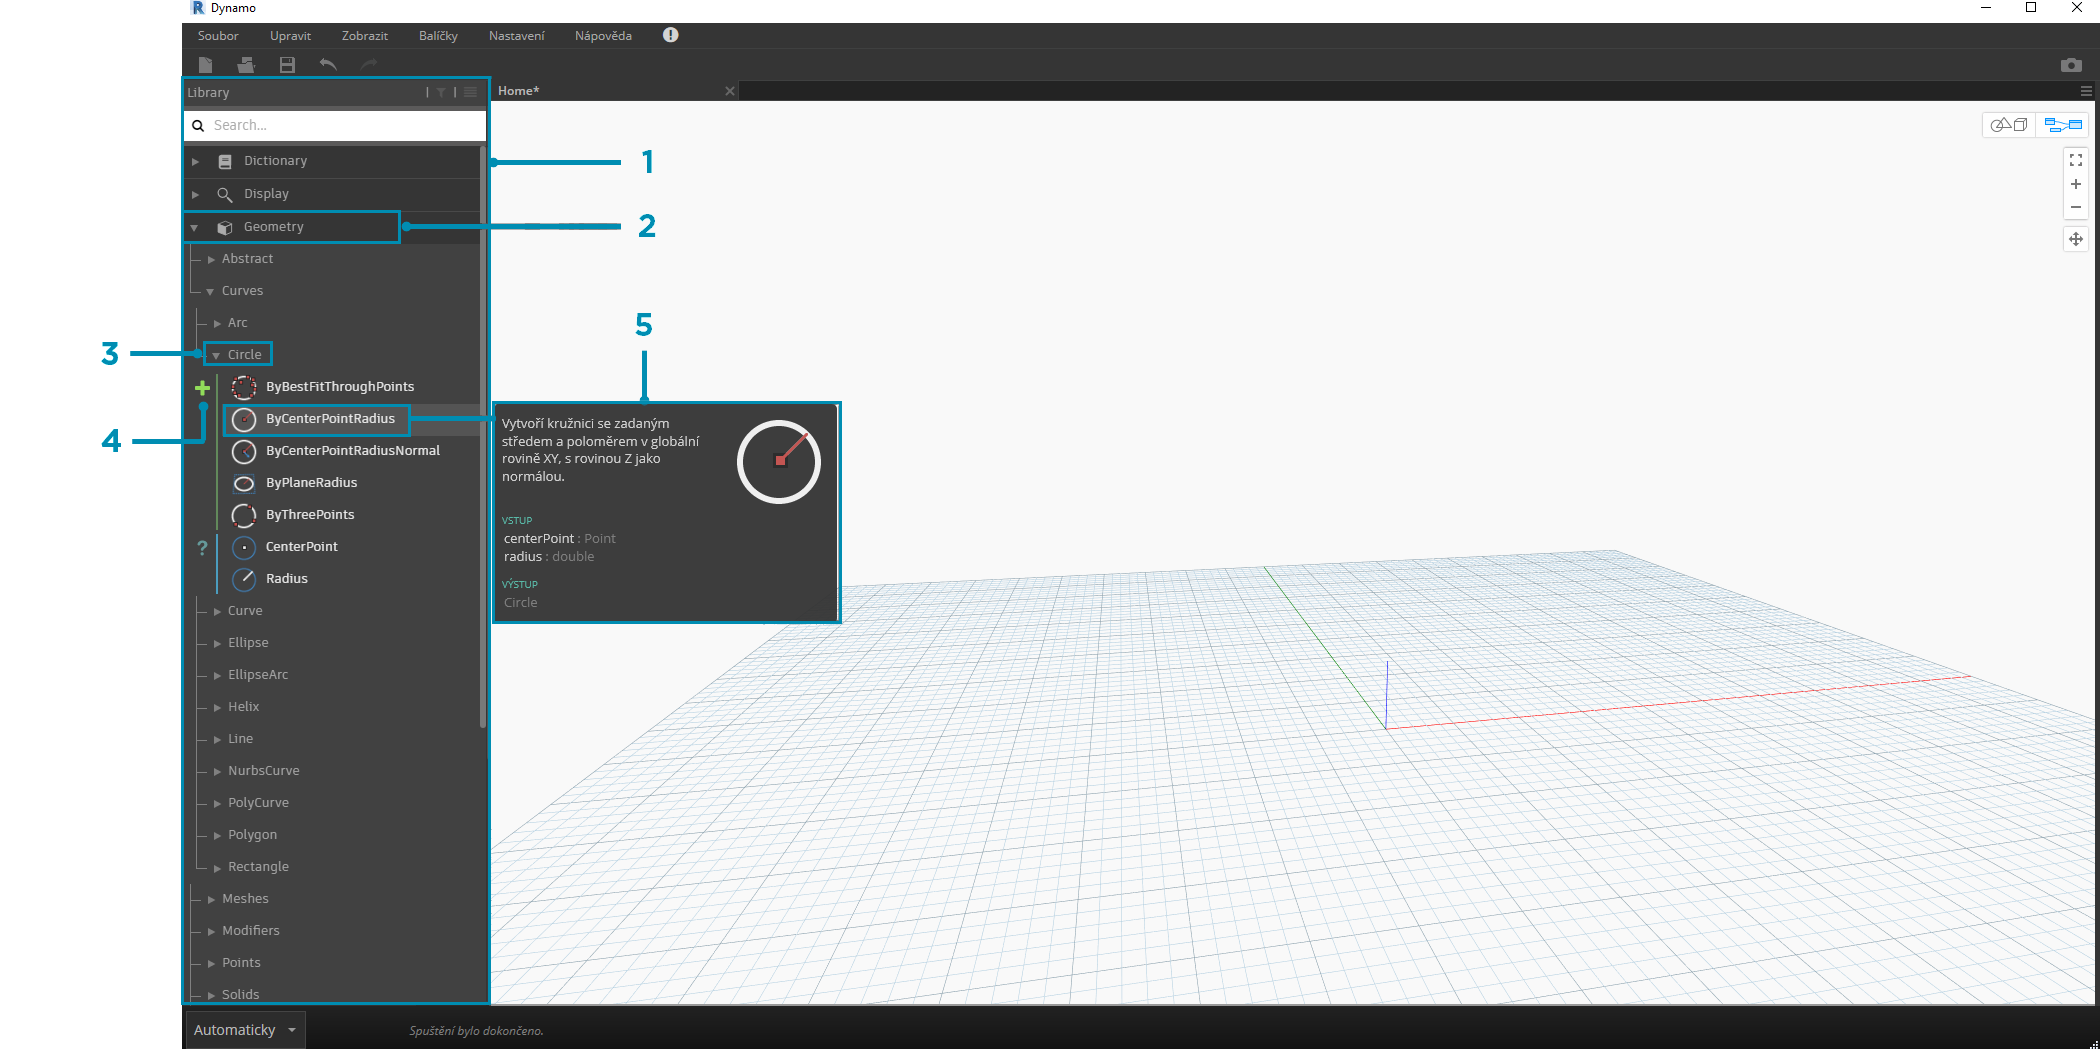 Dynamo
Soubor Upravit Zobrazit Balíčky Nastavení Nápověda
Library
Home*
Search...
Dictionary
1
Display
Geometry
2
Abstract
Curves
Arc
5
3
Circle
ByBestFitThroughPoints
ByCenterPointRadius
4
ByCenterPointRadiusNormal
ByPlaneRadius
ByThreePoints
?
CenterPoint
Radius
Vytvoří kružnici se zadaným
středem a poloměrem v globální
rovině XY, s rovinou Z jako
normálou.
VSTUP
centerPoint : Point
radius : double
VÝSTUP
Circle
Curve
Ellipse
EllipseArc
Helix
Line
NurbsCurve
PolyCurve
Polygon
Rectangle
Meshes
Modifiers
Points
Solids
Automaticky
Spuštění bylo dokončeno.